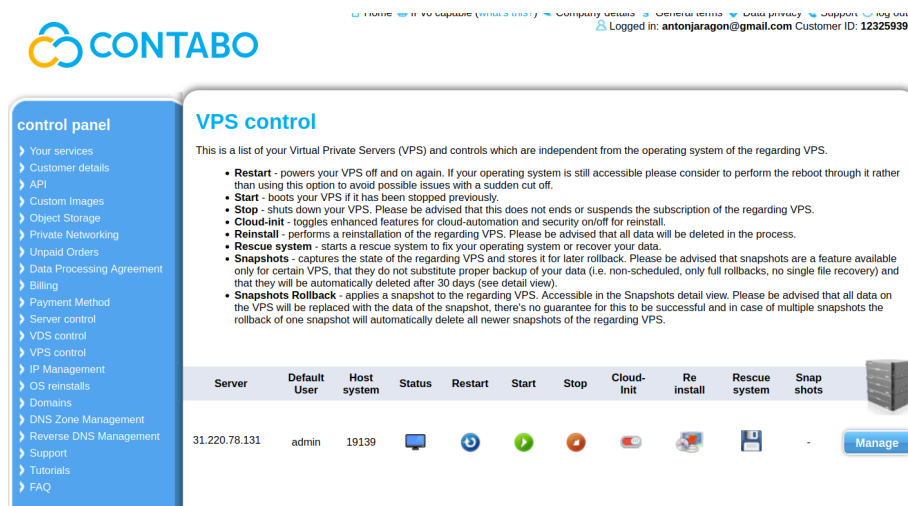 Home IPv6 capable (what's this?) Company details General terms Data privacy Support log out
Logged in: antonjaragon@gmail.com Customer ID: 12325939
CONTABO
control panel
Your services
Customer details
API
Custom Images
Object Storage
Private Networking
Unpaid Orders
Data Processing Agreement
Billing
Payment Method
Server control
VDS control
VPS control
IP Management
OS reinstalls
Domains
DNS Zone Management
Reverse DNS Management
Support
Tutorials
FAQ
VPS control
This is a list of your Virtual Private Servers (VPS) and controls which are independent from the operating system of the regarding VPS.
• Restart - powers your VPS off and on again. If your operating system is still accessible please consider to perform the reboot through it rather
than using this option to avoid possible issues with a sudden cut off.
• Start - boots your VPS if it has been stopped previously.
• Stop - shuts down your VPS. Please be advised that this does not ends or suspends the subscription of the regarding VPS.
• Cloud-init - toggles enhanced features for cloud-automation and security on/off for reinstall.
• Reinstall - performs a reinstallation of the regarding VPS. Please be advised that all data will be deleted in the process.
• Rescue system - starts a rescue system to fix your operating system or recover your data.
• Snapshots - captures the state of the regarding VPS and stores it for later rollback. Please be advised that snapshots are a feature available
only for certain VPS, that they do not substitute proper backup of your data (i.e. non-scheduled, only full rollbacks, no single file recovery) and
that they will be automatically deleted after 30 days (see detail view).
• Snapshots Rollback - applies a snapshot to the regarding VPS. Accessible in the Snapshots detail view. Please be advised that all data on
the VPS will be replaced with the data of the snapshot, there's no guarantee for this to be successful and in case of multiple snapshots the
rollback of one snapshot will automatically delete all newer snapshots of the regarding VPS.
Server Default User Host system Status Restart Start Stop Cloud-Init Re install Rescue system Snap shots
31.220.78.131 admin 19139 - Manage